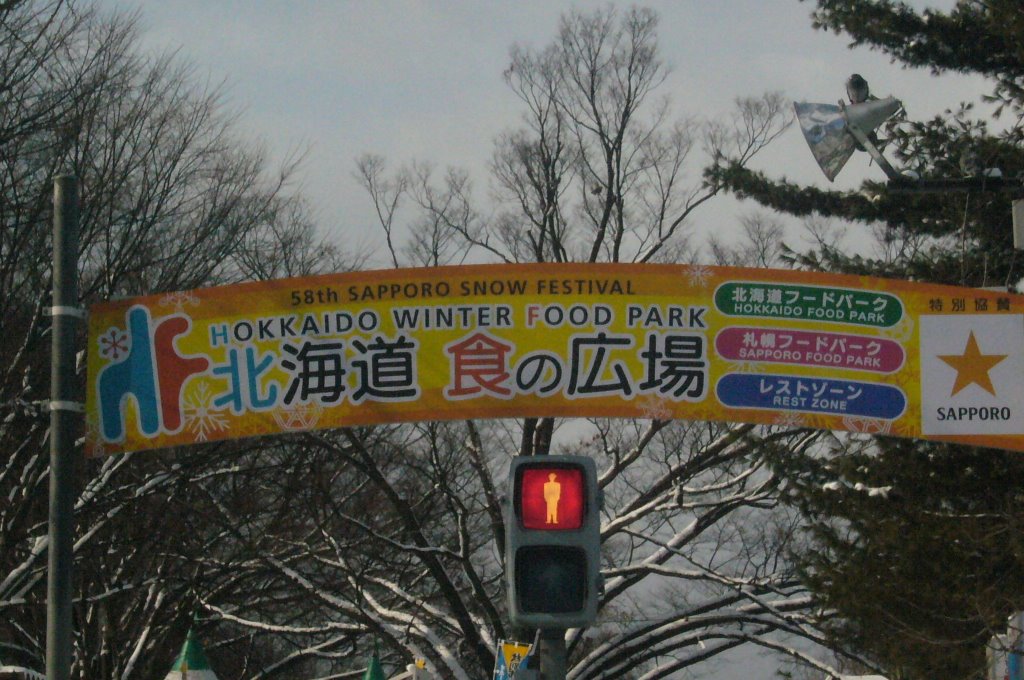 58th SAPPORO SNOW FESTIVAL
HOKKAIDO WINTER FOOD PARK
北海道 食の広場
北海道フードパーク
HOKKAIDO FOOD PARK
札幌フードパーク
SAPPORO FOOD PARK
レストゾーン
REST ZONE
特別協賛
SAPPORO